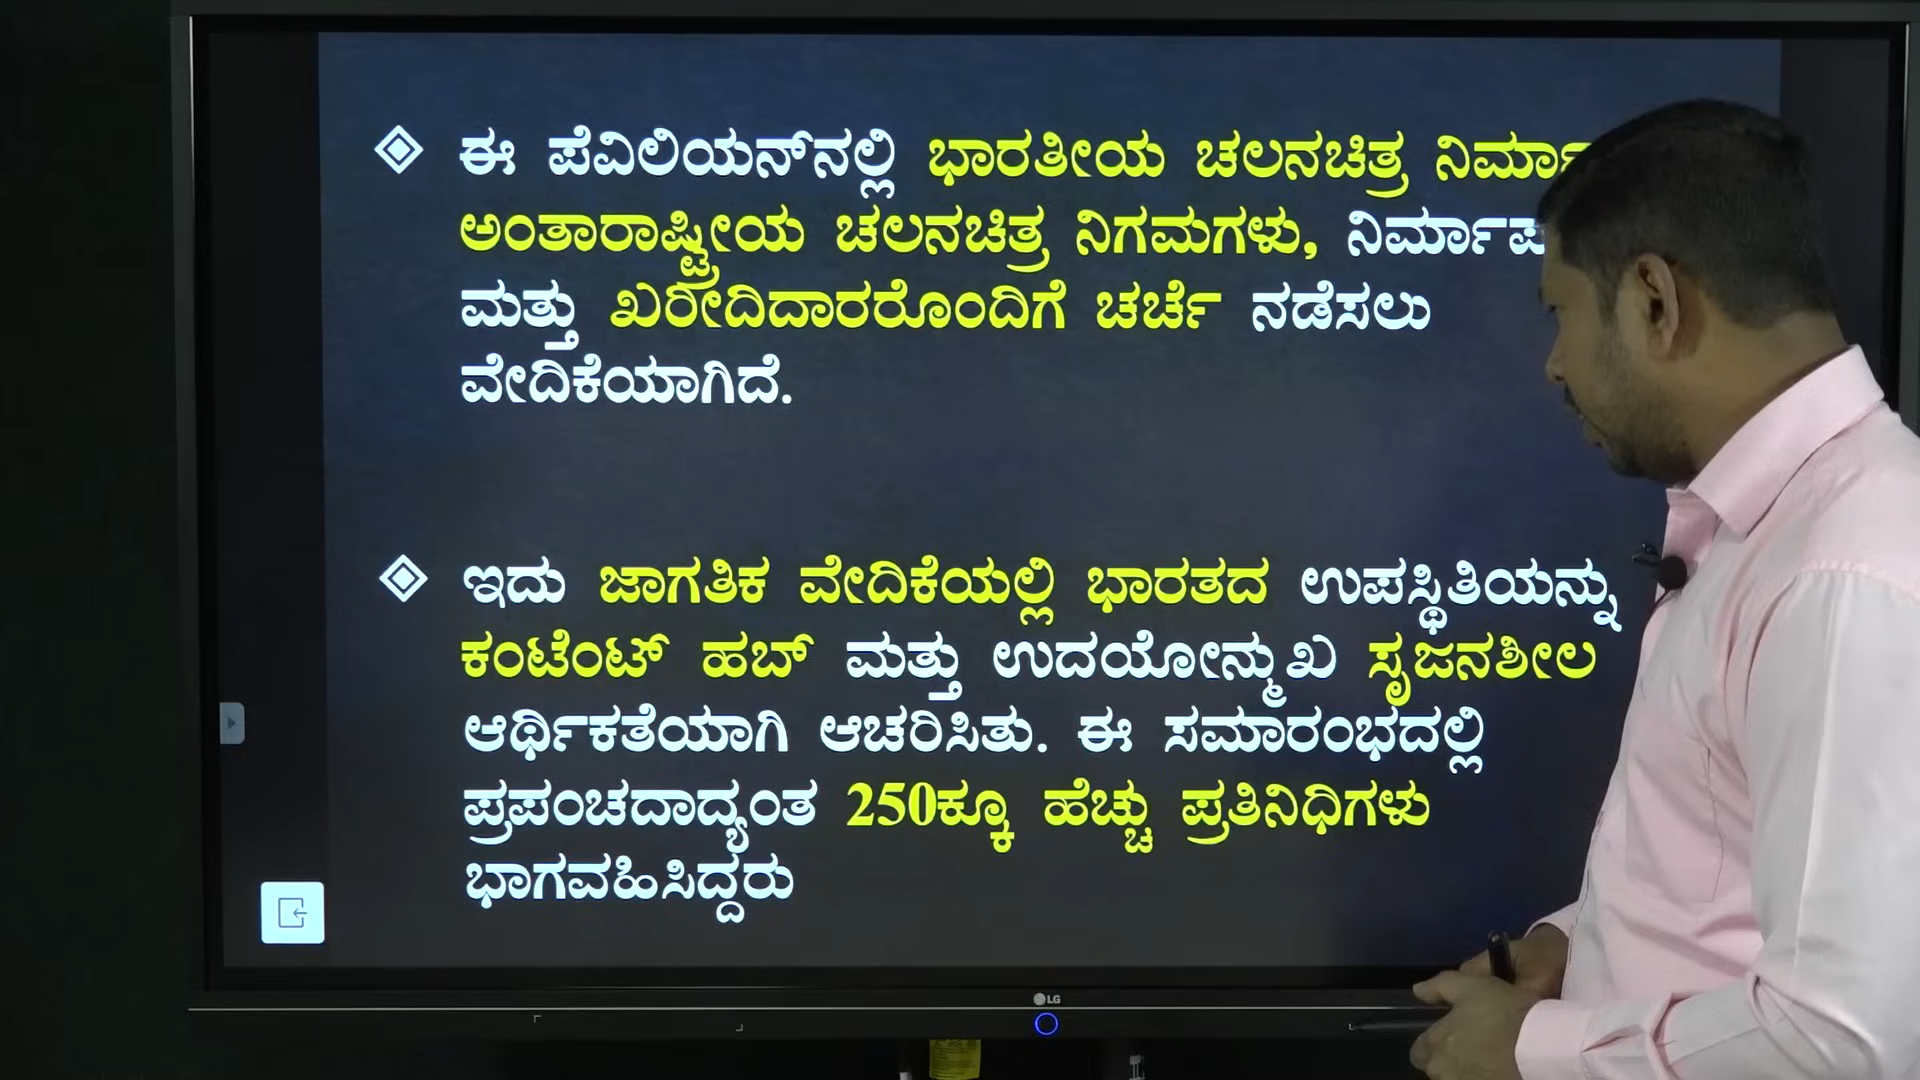 ಈ ಪೆವಿಲಿಯನ್‌ನಲ್ಲಿ ಭಾರತೀಯ ಚಲನಚಿತ್ರ
ಅಂತಾರಾಷ್ಟ್ರೀಯ ಚಲನಚಿತ್ರ ನಿಗಮಗಳು,
ಮತ್ತು ಖರೀದಿದಾರರೊಂದಿಗೆ ಚರ್ಚೆ ನಡೆಸಲು
ವೇದಿಕೆಯಾಗಿದೆ.
ಇದು ಜಾಗತಿಕ ವೇದಿಕೆಯಲ್ಲಿ ಭಾರತದ ಉಪಸ್ಥಿತಿಯನ್ನು
ಕಂಟೆಂಟ್ ಹಬ್ ಮತ್ತು ಉದಯೋನ್ಮುಖ ಸೃಜನಶೀಲ
ಆರ್ಥಿಕತೆಯಾಗಿ ಆಚರಿಸಿತು. ಈ ಸಮಾರಂಭದಲ್ಲಿ
ಪ್ರಪಂಚದಾದ್ಯಂತ 250ಕ್ಕೂ ಹೆಚ್ಚು ಪ್ರತಿನಿಧಿಗಳು
ಭಾಗವಹಿಸಿದ್ದರು
LG